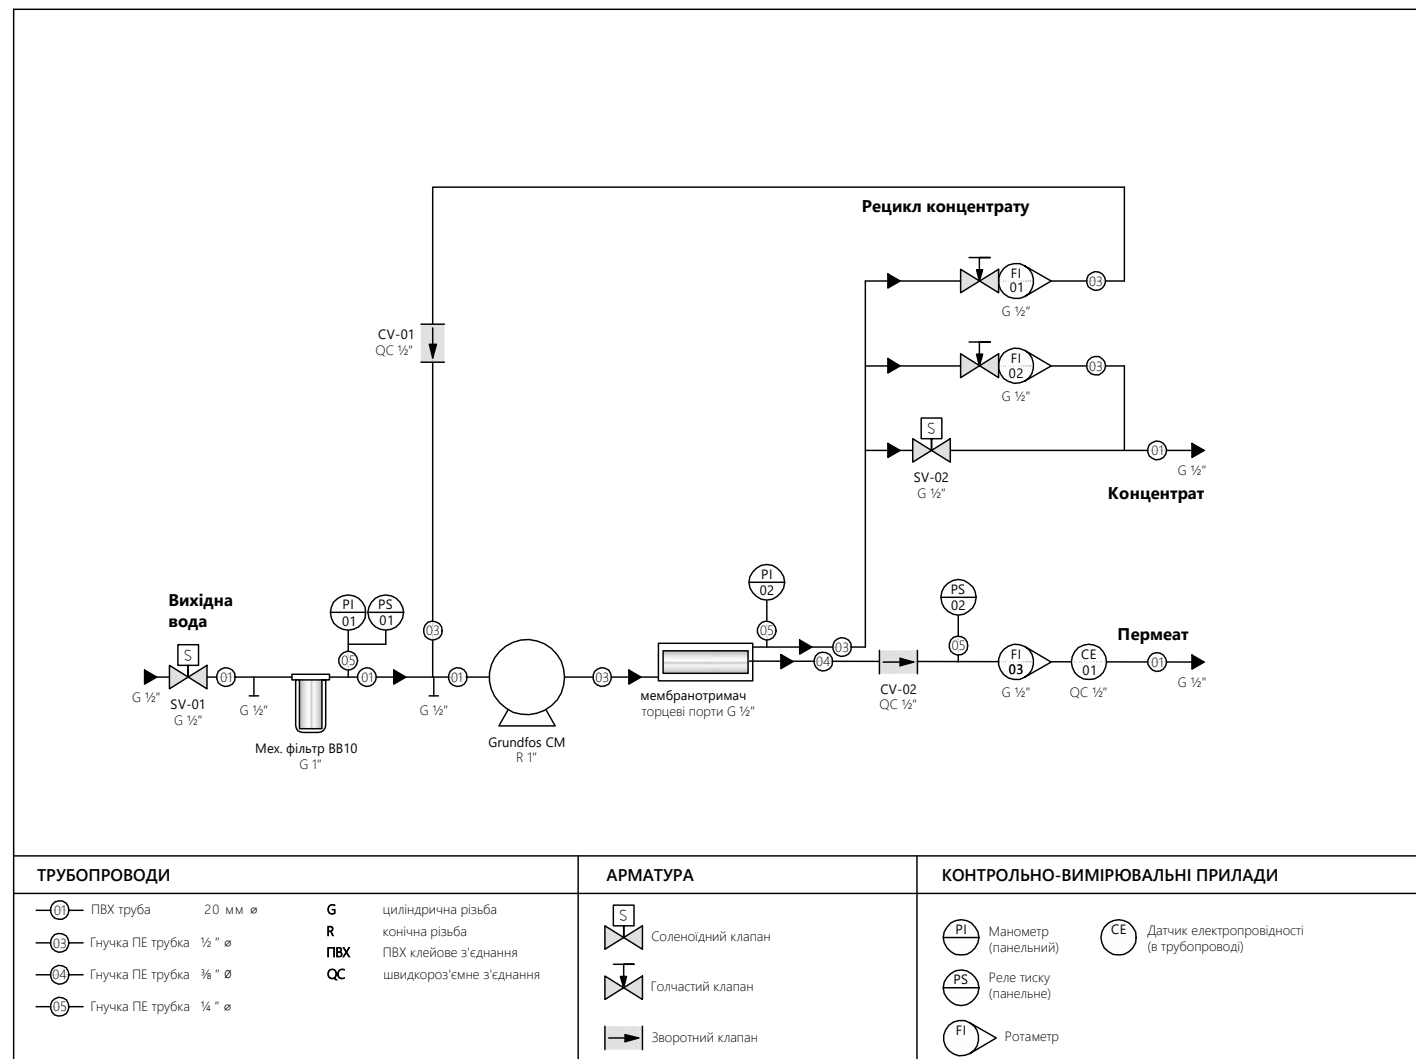 Рецикл концентрату
FI
01
03
G ½"
CV-01
QC ½"
FI
02
03
G ½"
S
SV-02
G ½"
01
G ½"
Концентрат
Вихідна
вода
S
G ½"
SV-01
G ½"
01
G ½"
PI
01
PS
01
05
01
Мех. фільтр ВВ10
G 1"
03
G ½"
01
Grundfos CM
R 1"
03
PI
02
05
мембранотримач
торцеві порти G ½"
03
04
CV-02
QC ½"
PS
02
05
FI
03
G ½"
CE
01
QC ½"
Пермеат
01
G ½"
ТРУБОПРОВОДИ
01 ПВХ труба 20 мм ø
03 Гнучка ПЕ трубка ½ " ø
04 Гнучка ПЕ трубка ⅜ " Ø
05 Гнучка ПЕ трубка ¼ " ø
G циліндрична різьба
R конічна різьба
ПВХ ПВХ клейове з'єднання
QC швидкороз'ємне з'єднання
АРМАТУРА
S
Соленоїдний клапан
Голчастий клапан
Зворотний клапан
КОНТРОЛЬНО-ВИМІРЮВАЛЬНІ ПРИЛАДИ
PI
Манометр
(панельний)
PS
Реле тиску
(панельне)
FI
Ротаметр
CE
Датчик електропровідності
(в трубопроводі)